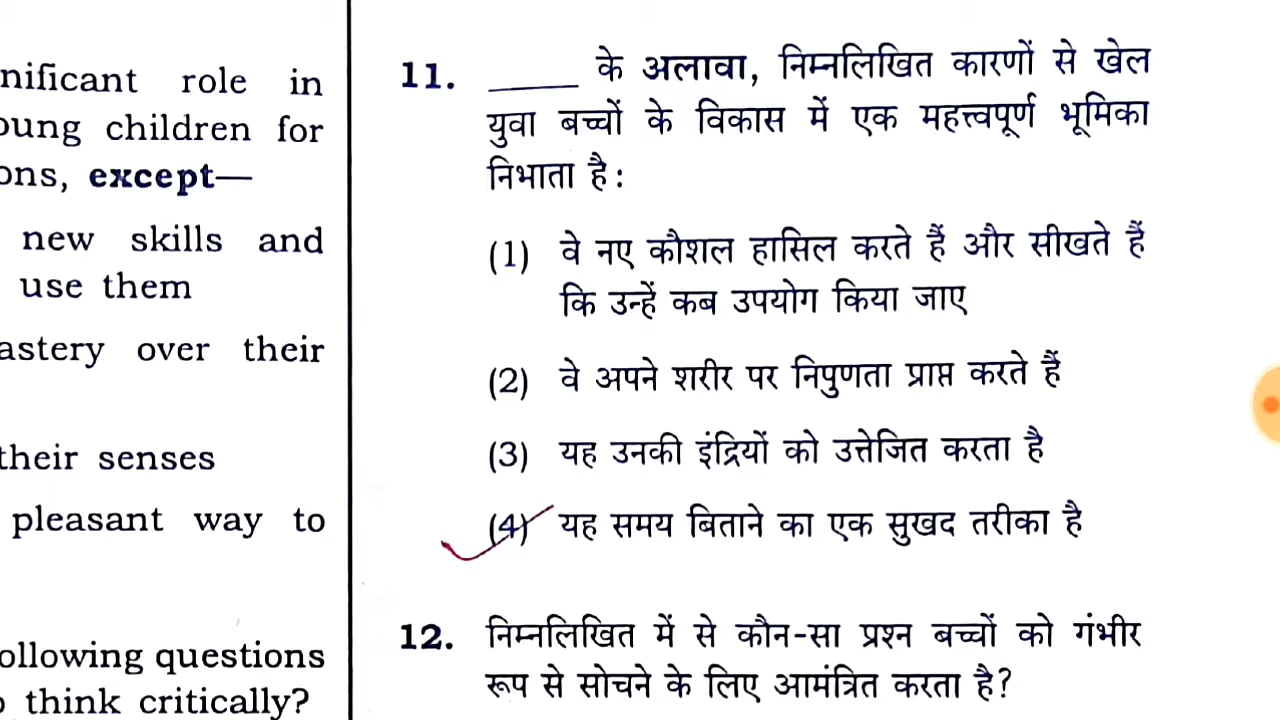 nificant role in
oung children for
ons, except—
new skills and
use them
astery over their
their senses
pleasant way to
ollowing questions
think critically?
11. ______ के अलावा, निम्नलिखित कारणों से खेल
युवा बच्चों के विकास में एक महत्त्वपूर्ण भूमिका
निभाता है :
(1) वे नए कौशल हासिल करते हैं और सीखते हैं
कि उन्हें कब उपयोग किया जाए
(2) वे अपने शरीर पर निपुणता प्राप्त करते हैं
(3) यह उनकी इंद्रियों को उत्तेजित करता है
(4) यह समय बिताने का एक सुखद तरीका है
12. निम्नलिखित में से कौन-सा प्रश्न बच्चों को गंभीर
रूप से सोचने के लिए आमंत्रित करता है?